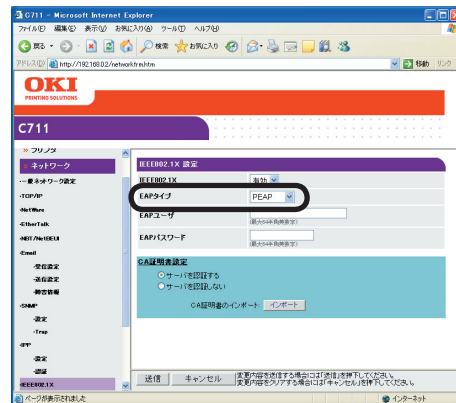 C711 - Microsoft Internet Explorer
ファイル(F) 編集(E) 表示(V) お気に入り(A) ツール(T) ヘルプ(H)
戻る 検索 お気に入り
アドレス(D) http://192.168.0.2/networkfrm.htm 移動 リンク
OKI
PRINTING SOLUTIONS
C711
» プリンタ
» ネットワーク
-一般ネットワーク設定
-TCP/IP
-NetWare
-EtherTalk
-NBT/NetBEUI
-Email
-受信設定
-送信設定
-障害情報
-SNMP
-設定
-Trap
-IPP
-設定
-認証
-IEEE802.1X
IEEE802.1X 設定
IEEE802.1X 有効
EAPタイプ PEAP
EAPユーザ
(最大64半角英数字)
EAPパスワード
(最大64半角英数字)
CA証明書設定
サーバを認証する
サーバを認証しない
CA証明書のインポート: インポート
送信 キャンセル
変更内容を送信する場合には「送信」を押下してください。
変更内容をクリアする場合には「キャンセル」を押下してください。
ページが表示されました インターネット